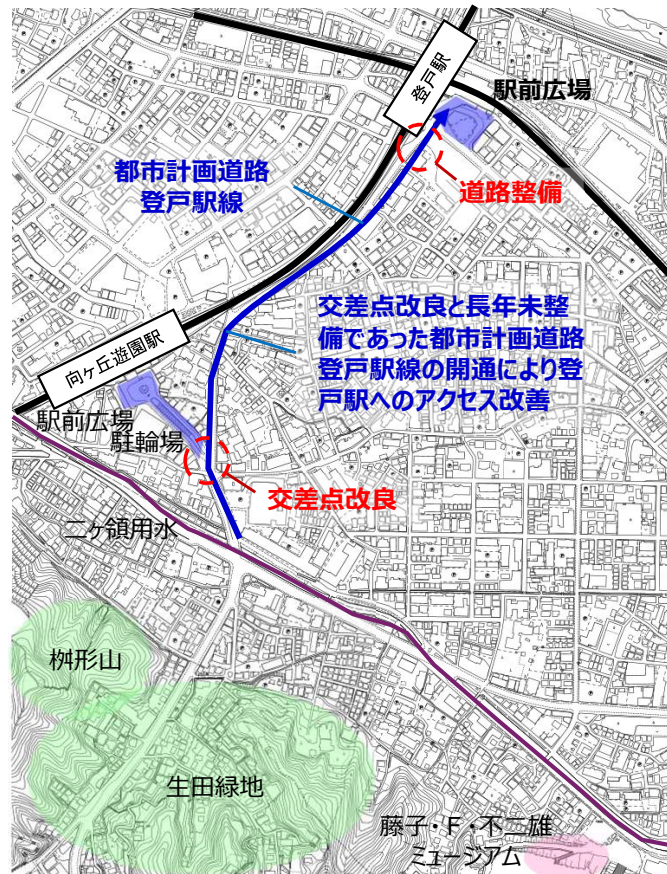 登戸駅
駅前広場
都市計画道路
登戸駅線
道路整備
交差点改良と長年未整
備であった都市計画道路
登戸駅線の開通により登
戸駅へのアクセス改善
向ヶ丘遊園駅
駅前広場
駐輪場
交差点改良
二ヶ領用水
桝形山
生田緑地
藤子・F・不二雄
ミュージアム